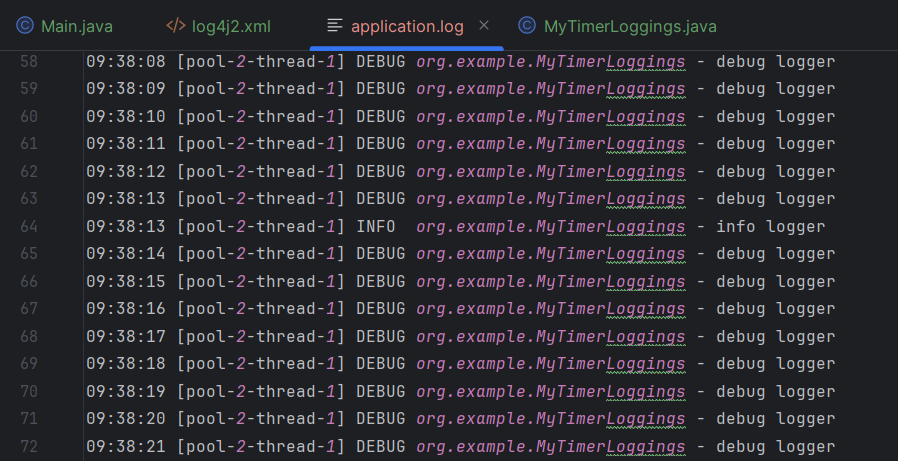 Main.java </> log4j2.xml application.log × MyTimerLoggings.java
58 09:38:08 [pool-2-thread-1] DEBUG org.example.MyTimerLoggings - debug logger
59 09:38:09 [pool-2-thread-1] DEBUG org.example.MyTimerLoggings - debug logger
60 09:38:10 [pool-2-thread-1] DEBUG org.example.MyTimerLoggings - debug logger
61 09:38:11 [pool-2-thread-1] DEBUG org.example.MyTimerLoggings - debug logger
62 09:38:12 [pool-2-thread-1] DEBUG org.example.MyTimerLoggings - debug logger
63 09:38:13 [pool-2-thread-1] DEBUG org.example.MyTimerLoggings - debug logger
64 09:38:13 [pool-2-thread-1] INFO  org.example.MyTimerLoggings - info logger
65 09:38:14 [pool-2-thread-1] DEBUG org.example.MyTimerLoggings - debug logger
66 09:38:15 [pool-2-thread-1] DEBUG org.example.MyTimerLoggings - debug logger
67 09:38:16 [pool-2-thread-1] DEBUG org.example.MyTimerLoggings - debug logger
68 09:38:17 [pool-2-thread-1] DEBUG org.example.MyTimerLoggings - debug logger
69 09:38:18 [pool-2-thread-1] DEBUG org.example.MyTimerLoggings - debug logger
70 09:38:19 [pool-2-thread-1] DEBUG org.example.MyTimerLoggings - debug logger
71 09:38:20 [pool-2-thread-1] DEBUG org.example.MyTimerLoggings - debug logger
72 09:38:21 [pool-2-thread-1] DEBUG org.example.MyTimerLoggings - debug logger